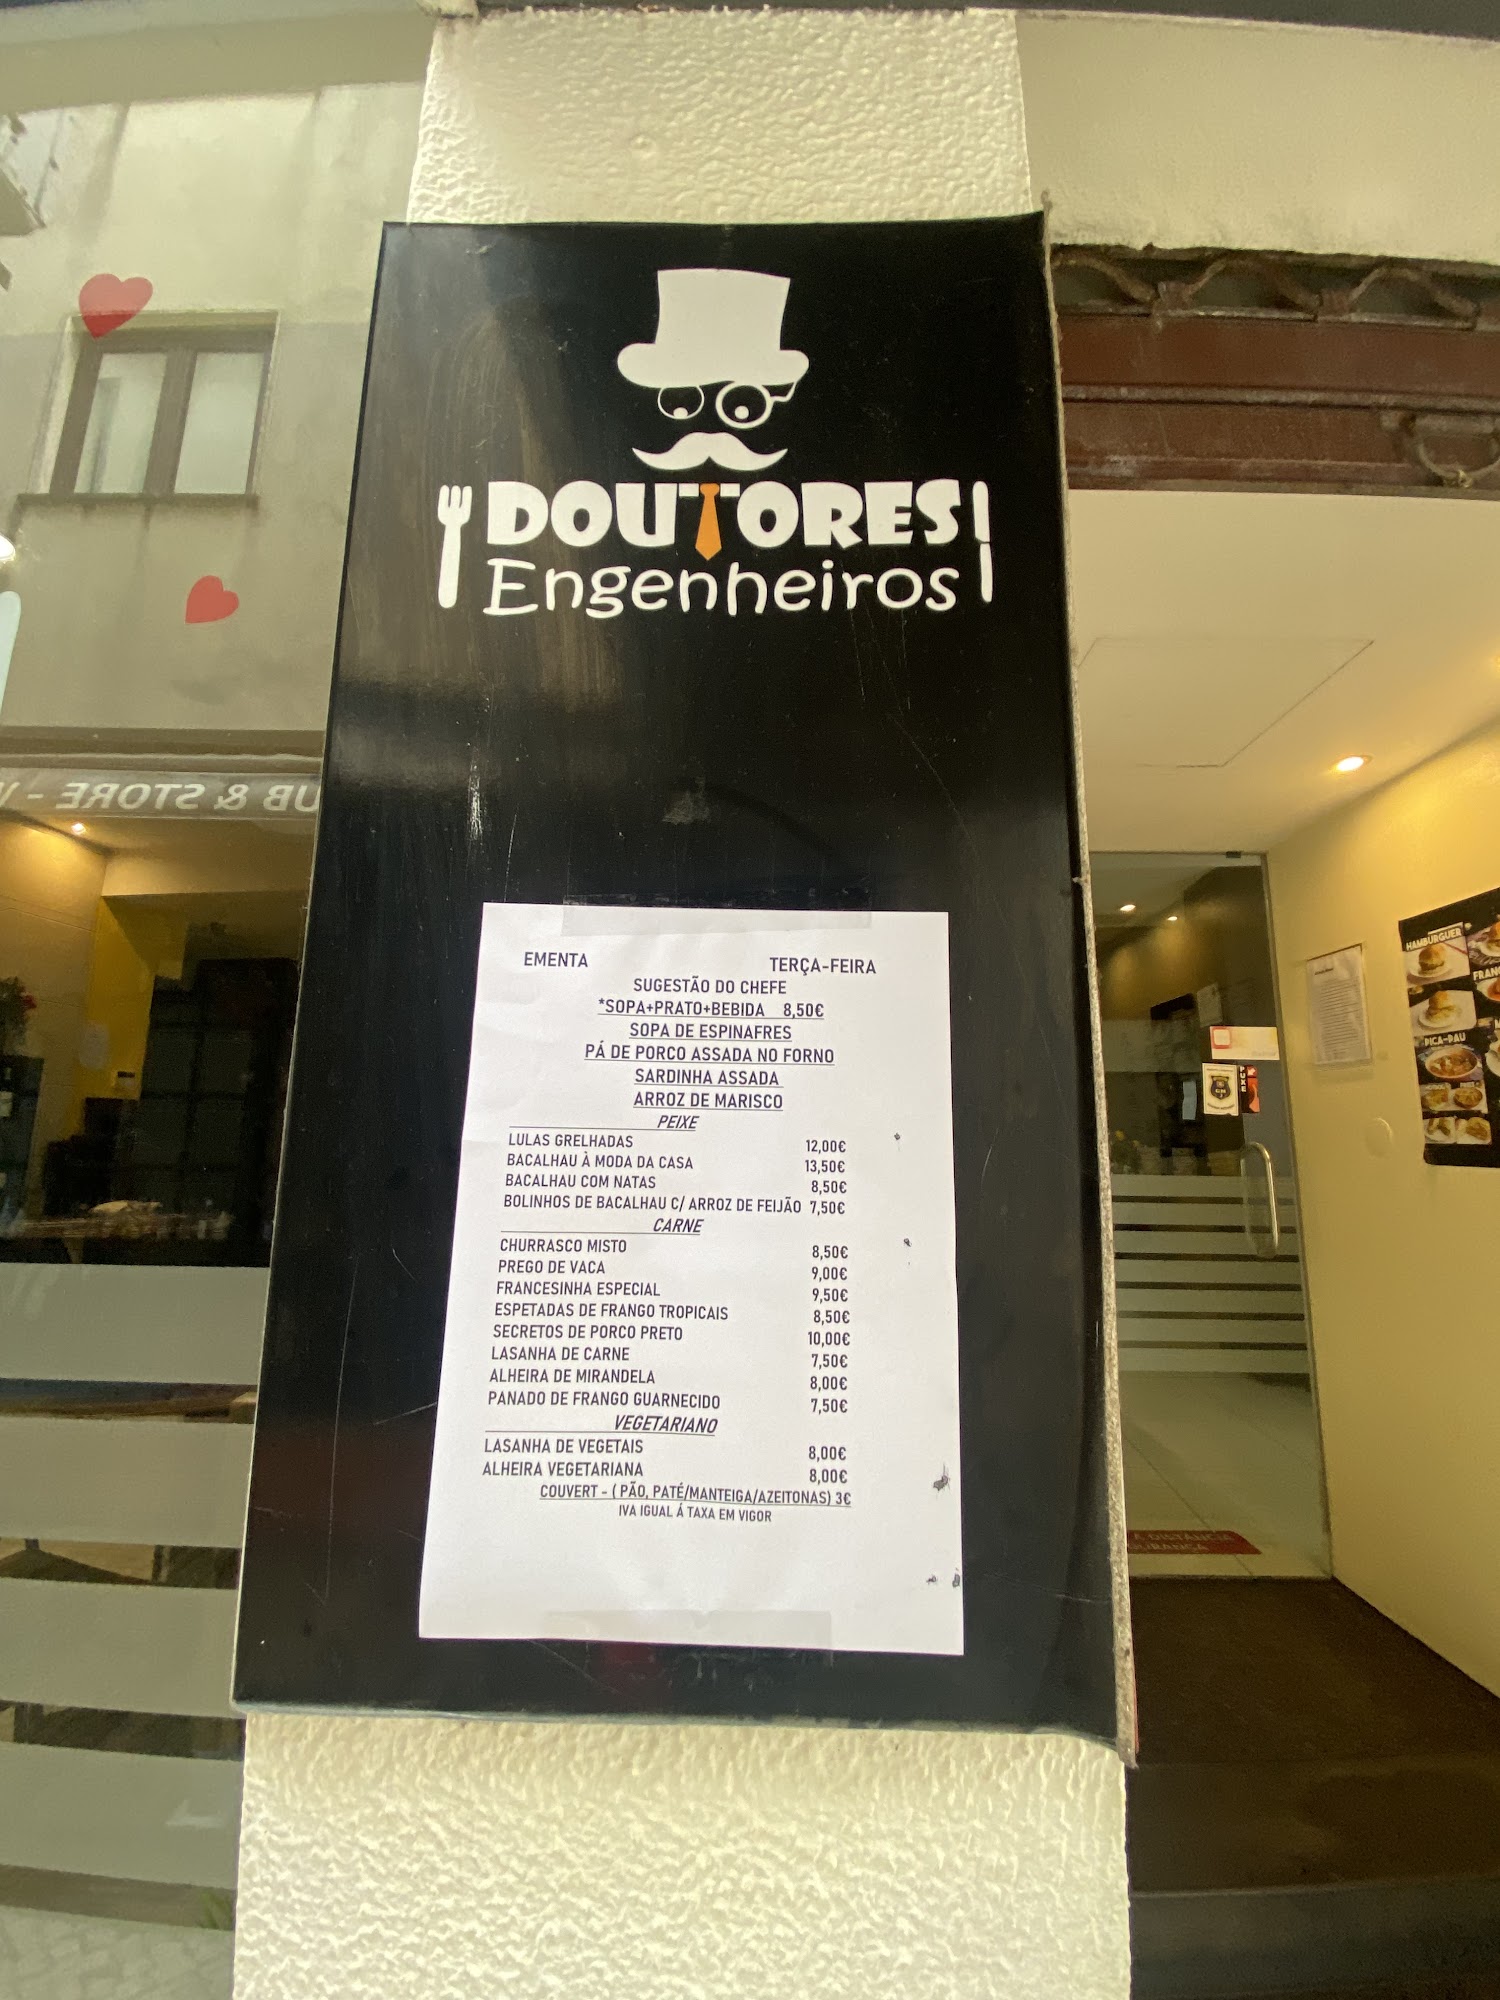 DOUTORES
Engenheiros
EMENTA TERÇA-FEIRA
SUGESTÃO DO CHEFE
*SOPA+PRATO+BEBIDA 8,50€
SOPA DE ESPINAFRES
PÁ DE PORCO ASSADA NO FORNO
SARDINHA ASSADA
ARROZ DE MARISCO
PEIXE
LULAS GRELHADAS 12,00€
BACALHAU À MODA DA CASA 13,50€
BACALHAU COM NATAS 8,50€
BOLINHOS DE BACALHAU C/ ARROZ DE FEIJÃO 7,50€
CARNE
CHURRASCO MISTO 8,50€
PREGO DE VACA 9,00€
FRANCESINHA ESPECIAL 9,50€
ESPETADAS DE FRANGO TROPICAIS 8,50€
SECRETOS DE PORCO PRETO 10,00€
LASANHA DE CARNE 7,50€
ALHEIRA DE MIRANDELA 8,00€
PANADO DE FRANGO GUARNECIDO 7,50€
VEGETARIANO
LASANHA DE VEGETAIS 8,00€
ALHEIRA VEGETARIANA 8,00€
COUVERT - ( PÃO, PATÉ/MANTEIGA/AZEITONAS) 3€
IVA IGUAL Á TAXA EM VIGOR
UB & STORE -
HAMBURGUER
FRAN
PICA-PAU
PUXE
A DISTÂNCIA